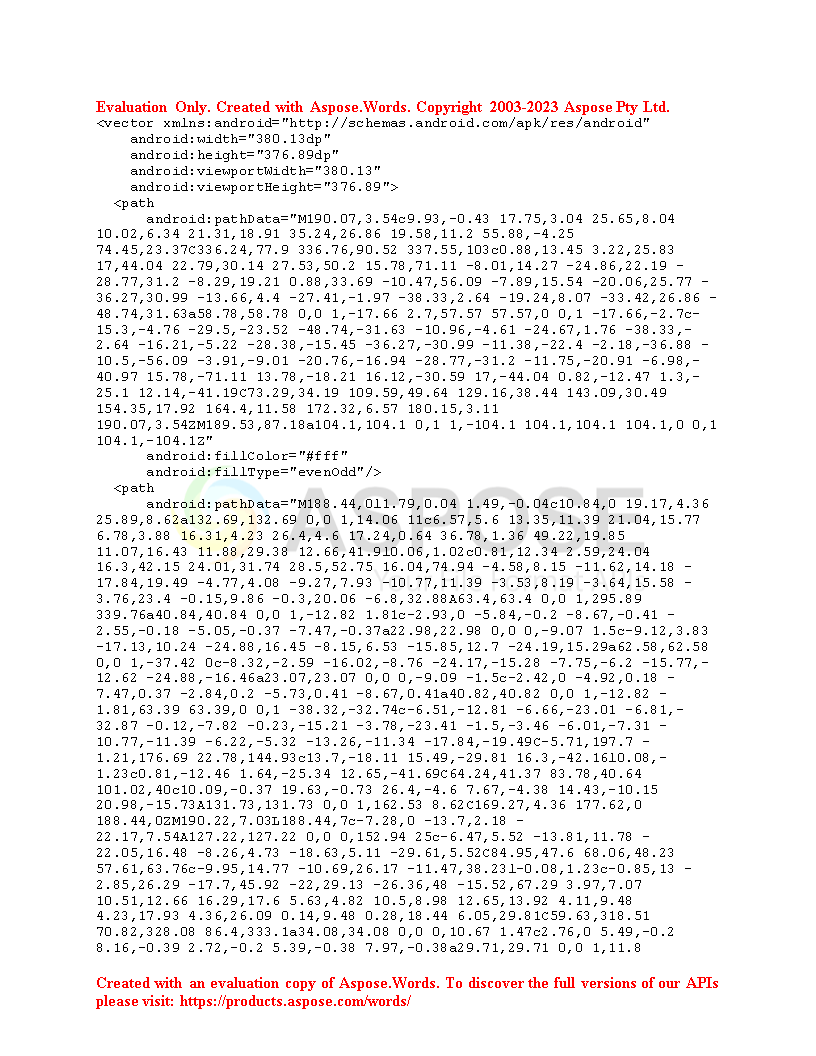 Evaluation Only. Created with Aspose.Words. Copyright 2003-2023 Aspose Pty Ltd.
<vector xmlns:android="http://schemas.android.com/apk/res/android"
android:width="380.13dp"
android:height="376.89dp"
android:viewportWidth="380.13"
android:viewportHeight="376.89">
<path
android:pathData="M190.07,3.54c9.93,-0.43 17.75,3.04 25.65,8.04
10.02,6.34 21.31,18.91 35.24,26.86 19.58,11.2 55.88,-4.25
74.45,23.37C336.24,77.9 336.76,90.52 337.55,103c0.88,13.45 3.22,25.83
17,44.04 22.79,30.14 27.53,50.2 15.78,71.11 -8.01,14.27 -24.86,22.19 -
28.77,31.2 -8.29,19.21 0.88,33.69 -10.47,56.09 -7.89,15.54 -20.06,25.77 -
36.27,30.99 -13.66,4.4 -27.41,-1.97 -38.33,2.64 -19.24,8.07 -33.42,26.86 -
48.74,31.63a58.78,58.78 0,0 1,-17.66 2.7,57.57 57.57,0 0,1 -17.66,-2.7c-
15.3,-4.76 -29.5,-23.52 -48.74,-31.63 -10.96,-4.61 -24.67,1.76 -38.33,-
2.64 -16.21,-5.22 -28.38,-15.45 -36.27,-30.99 -11.38,-22.4 -2.18,-36.88 -
10.5,-56.09 -3.91,-9.01 -20.76,-16.94 -28.77,-31.2 -11.75,-20.91 -6.98,-
40.97 15.78,-71.11 13.78,-18.21 16.12,-30.59 17,-44.04 0.82,-12.47 1.3,-
25.1 12.14,-41.19C73.29,34.19 109.59,49.64 129.16,38.44 143.09,30.49
154.35,17.92 164.4,11.58 172.32,6.57 180.15,3.11
190.07,3.54ZM189.53,87.18a104.1,104.1 0,1 1,-104.1 104.1,104.1 104.1,0 0,1
104.1,-104.1Z"
android:fillColor="#fff"
android:fillType="evenOdd"/>
<path
android:pathData="M188.44,0l1.79,0.04 1.49,-0.04c10.84,0 19.17,4.36
25.89,8.62a132.69,132.69 0,0 1,14.06 11c6.57,5.6 13.35,11.39 21.04,15.77
6.78,3.88 16.31,4.23 26.4,4.6 17.24,0.64 36.78,1.36 49.22,19.85
11.07,16.43 11.88,29.38 12.66,41.91l0.06,1.02c0.81,12.34 2.59,24.04
16.3,42.15 24.01,31.74 28.5,52.75 16.04,74.94 -4.58,8.15 -11.62,14.18 -
17.84,19.49 -4.77,4.08 -9.27,7.93 -10.77,11.39 -3.53,8.19 -3.64,15.58 -
3.76,23.4 -0.15,9.86 -0.3,20.06 -6.8,32.88A63.4,63.4 0,0 1,295.89
339.76a40.84,40.84 0,0 1,-12.82 1.81c-2.93,0 -5.84,-0.2 -8.67,-0.41 -
2.55,-0.18 -5.05,-0.37 -7.47,-0.37a22.98,22.98 0,0 0,-9.07 1.5c-9.12,3.83
-17.13,10.24 -24.88,16.45 -8.15,6.53 -15.85,12.7 -24.19,15.29a62.58,62.58
0,0 1,-37.42 0c-8.32,-2.59 -16.02,-8.76 -24.17,-15.28 -7.75,-6.2 -15.77,-
12.62 -24.88,-16.46a23.07,23.07 0,0 0,-9.09 -1.5c-2.42,0 -4.92,0.18 -
7.47,0.37 -2.84,0.2 -5.73,0.41 -8.67,0.41a40.82,40.82 0,0 1,-12.82 -
1.81,63.39 63.39,0 0,1 -38.32,-32.74c-6.51,-12.81 -6.66,-23.01 -6.81,-
32.87 -0.12,-7.82 -0.23,-15.21 -3.78,-23.41 -1.5,-3.46 -6.01,-7.31 -
10.77,-11.39 -6.22,-5.32 -13.26,-11.34 -17.84,-19.49C-5.71,197.7 -
1.21,176.69 22.78,144.93c13.7,-18.11 15.49,-29.81 16.3,-42.16l0.08,-
1.23c0.81,-12.46 1.64,-25.34 12.65,-41.69C64.24,41.37 83.78,40.64
101.02,40c10.09,-0.37 19.63,-0.73 26.4,-4.6 7.67,-4.38 14.43,-10.15
20.98,-15.73A131.73,131.73 0,0 1,162.53 8.62C169.27,4.36 177.62,0
188.44,0ZM190.22,7.03L188.44,7c-7.28,0 -13.7,2.18 -
22.17,7.54A127.22,127.22 0,0 0,152.94 25c-6.47,5.52 -13.81,11.78 -
22.05,16.48 -8.26,4.73 -18.63,5.11 -29.61,5.52C84.95,47.6 68.06,48.23
57.61,63.76c-9.95,14.77 -10.69,26.17 -11.47,38.23l-0.08,1.23c-0.85,13 -
2.85,26.29 -17.7,45.92 -22,29.13 -26.36,48 -15.52,67.29 3.97,7.07
10.51,12.66 16.29,17.6 5.63,4.82 10.5,8.98 12.65,13.92 4.11,9.48
4.23,17.93 4.36,26.09 0.14,9.48 0.28,18.44 6.05,29.81C59.63,318.51
70.82,328.08 86.4,333.1a34.08,34.08 0,0 0,10.67 1.47c2.76,0 5.49,-0.2
8.16,-0.39 2.72,-0.2 5.39,-0.38 7.97,-0.38a29.71,29.71 0,0 1,11.8
Created with an evaluation copy of Aspose.Words. To discover the full versions of our APIs
please visit: https://products.aspose.com/words/